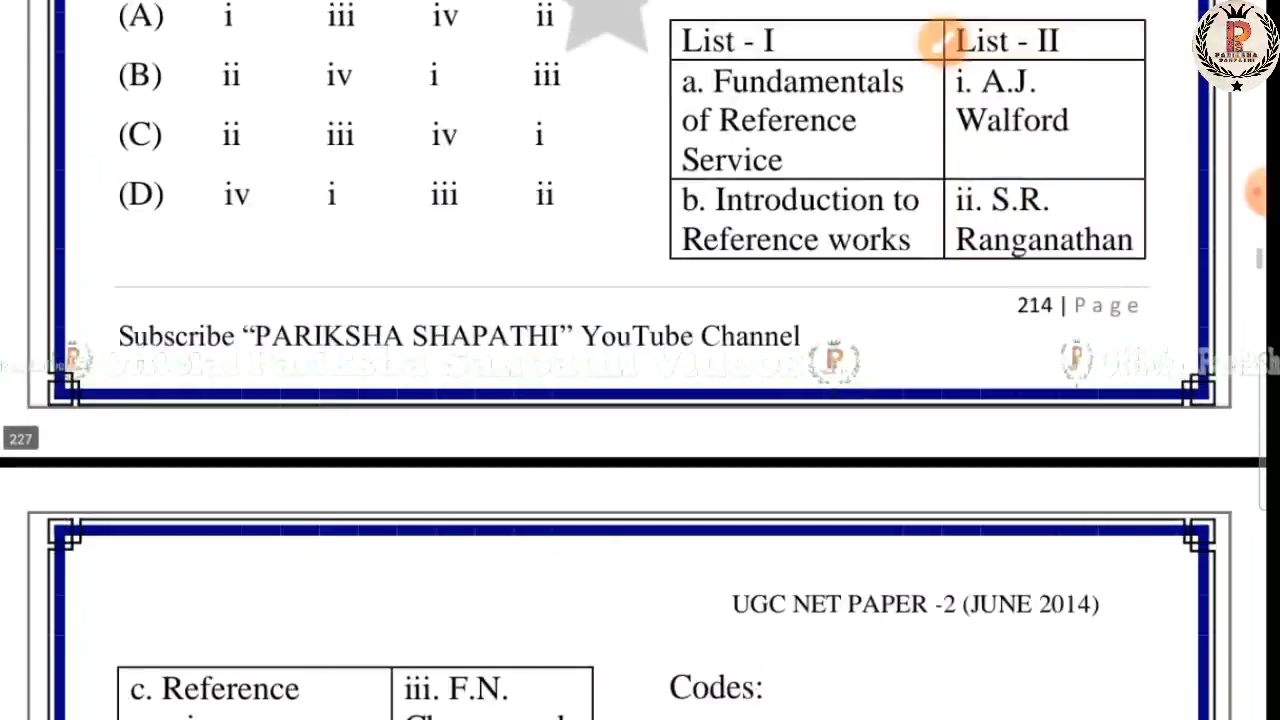 (A) i iii iv ii
(B) ii iv i iii
(C) ii iii iv i
(D) iv i iii ii
List - I List - II
a. Fundamentals of Reference Service
i. A.J. Walford
b. Introduction to Reference works
ii. S.R. Ranganathan
214 | Page
Subscribe “PARIKSHA SHAPATHI” YouTube Channel
227
UGC NET PAPER -2 (JUNE 2014)
c. Reference
iii. F.N.
Codes: